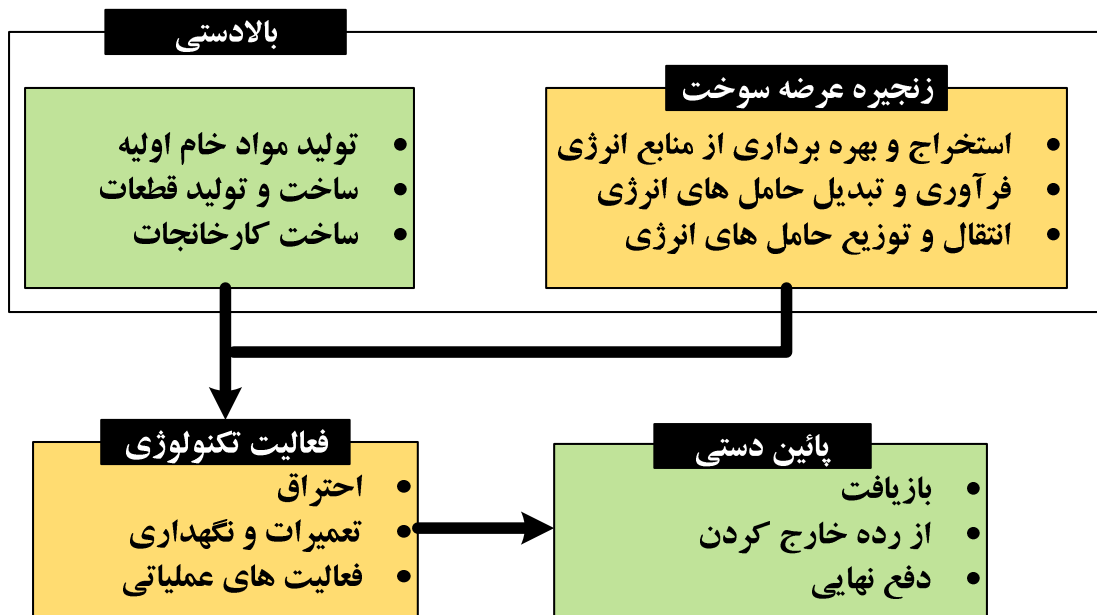 بالادستی
زنجیره عرضه سوخت
• استخراج و بهره برداری از منابع انرژی
• فرآوری و تبدیل حامل های انرژی
• انتقال و توزیع حامل های انرژی
• تولید مواد خام اولیه
• ساخت و تولید قطعات
• ساخت کارخانجات
فعالیت تکنولوژی
• احتراق
• تعمیرات و نگهداری
• فعالیت های عملیاتی
پائین دستی
• بازیافت
• از رده خارج کردن
• دفع نهایی